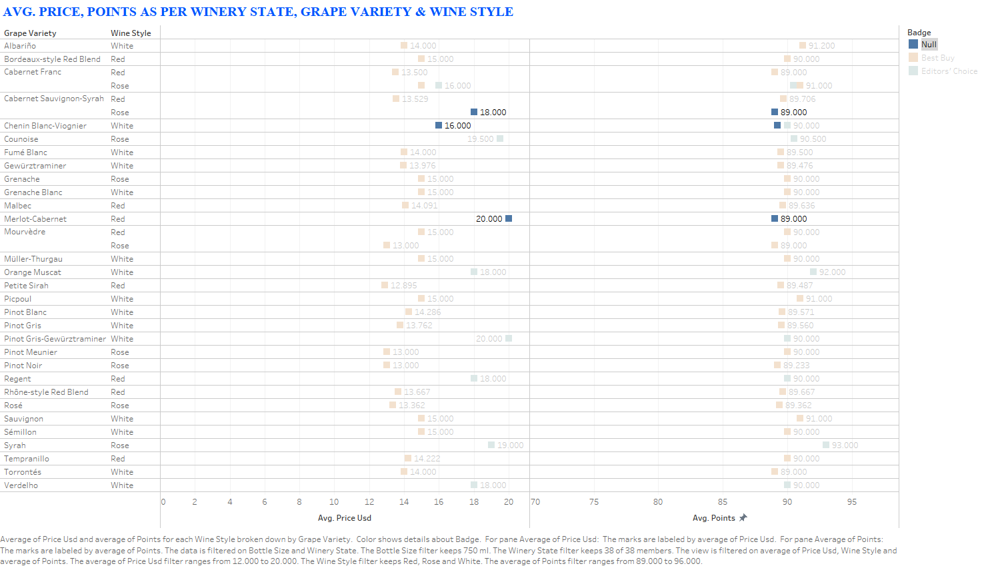 AVG. PRICE, POINTS AS PER WINERY STATE, GRAPE VARIETY & WINE STYLE
Grape Variety Wine Style
Badge
Albariño White 14.000 91.200
Null
Bordeaux-style Red Blend Red 15.000 90.000
Best Buy
Cabernet Franc Red 13.500 89.000
Editors' Choice
Rose 16.000 91.000
Cabernet Sauvignon-Syrah Red 13.529 89.706
Rose 18.000 89.000
Chenin Blanc-Viognier White 16.000 90.000
Counoise Rose 19.500 90.500
Fumé Blanc White 14.000 89.500
Gewürztraminer White 13.976 89.476
Grenache Rose 15.000 90.000
Grenache Blanc White 15.000 90.000
Malbec Red 14.091 89.636
Merlot-Cabernet Red 20.000 89.000
Mourvèdre Red 15.000 90.000
Rose 13.000 89.000
Müller-Thurgau White 15.000 90.000
Orange Muscat White 18.000 92.000
Petite Sirah Red 12.895 89.487
Picpoul White 15.000 91.000
Pinot Blanc White 14.286 89.571
Pinot Gris White 13.762 89.560
Pinot Gris-Gewürztraminer White 20.000 90.000
Pinot Meunier Rose 13.000 90.000
Pinot Noir Rose 13.000 89.233
Regent Red 18.000 90.000
Rhône-style Red Blend Red 13.667 89.667
Rosé Rose 13.362 89.362
Sauvignon White 15.000 91.000
Sémillon White 15.000 90.000
Syrah Rose 19.000 93.000
Tempranillo Red 14.222 90.000
Torrontés White 14.000 89.000
Verdelho White 18.000 90.000
0 2 4 6 8 10 12 14 16 18 20 70 75 80 85 90 95
Avg. Price Usd Avg. Points
Average of Price Usd and average of Points for each Wine Style broken down by Grape Variety. Color shows details about Badge. For pane Average of Price Usd: The marks are labeled by average of Price Usd. For pane Average of Points:
The marks are labeled by average of Points. The data is filtered on Bottle Size and Winery State. The Bottle Size filter keeps 750 ml. The Winery State filter keeps 38 of 38 members. The view is filtered on average of Price Usd, Wine Style and
average of Points. The average of Price Usd filter ranges from 12.000 to 20.000. The Wine Style filter keeps Red, Rose and White. The average of Points filter ranges from 89.000 to 96.000.